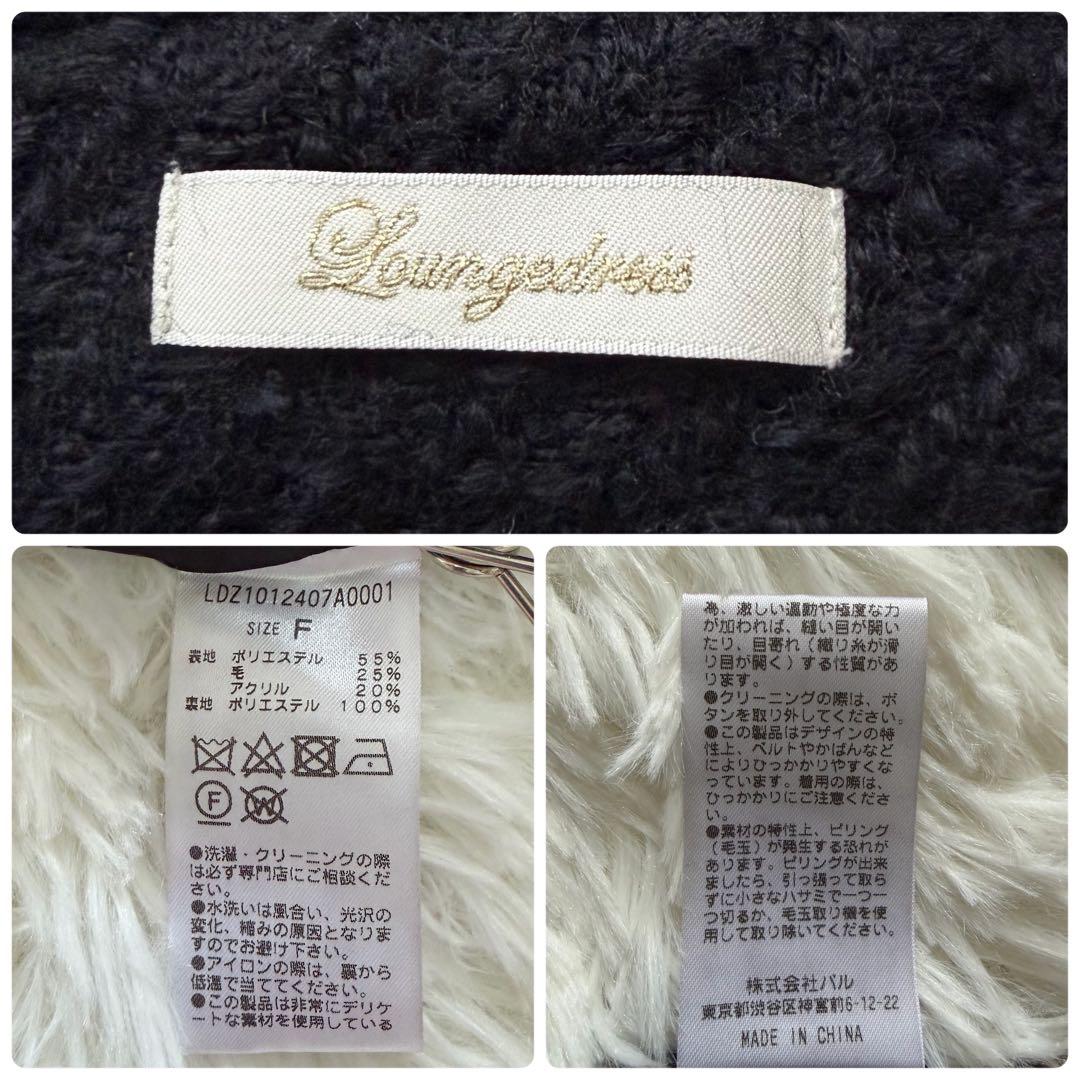 Loungedress
LDZ1012407A0001
SIZE F
表地 ポリエステル 55%
毛 25%
アクリル 20%
裏地 ポリエステル 100%
F
W
●洗濯・クリーニングの際
は必ず専門店にご相談くだ
さい。
●水洗いは風合い、光沢の
変化、縮みの原因となりま
すのでお避け下さい。
●アイロンの際は、裏から
低温で当ててください。
●この製品は非常にデリケ
ートな素材を使用している
為、激しい運動や極度な力
が加われば、縫い目が開い
たり、目寄れ(織り糸が滑
り目が開く)する性質があ
ります。
●クリーニングの際は、ボ
タンを取り外してください。
●この製品はデザインの特
性上、ベルトやかばんなど
によりひっかかりやすくな
っています。着用の際は、
ひっかかりにご注意くださ
い。
●素材の特性上、ピリング
(毛玉)が発生する恐れが
あります。ピリングが出来
ましたら、引っ張って取ら
ずに小さなハサミで一つ一
つ切るか、毛玉取り機を使
用して取り除いてください。
株式会社パル
東京都渋谷区神宮前6-12-22
MADE IN CHINA